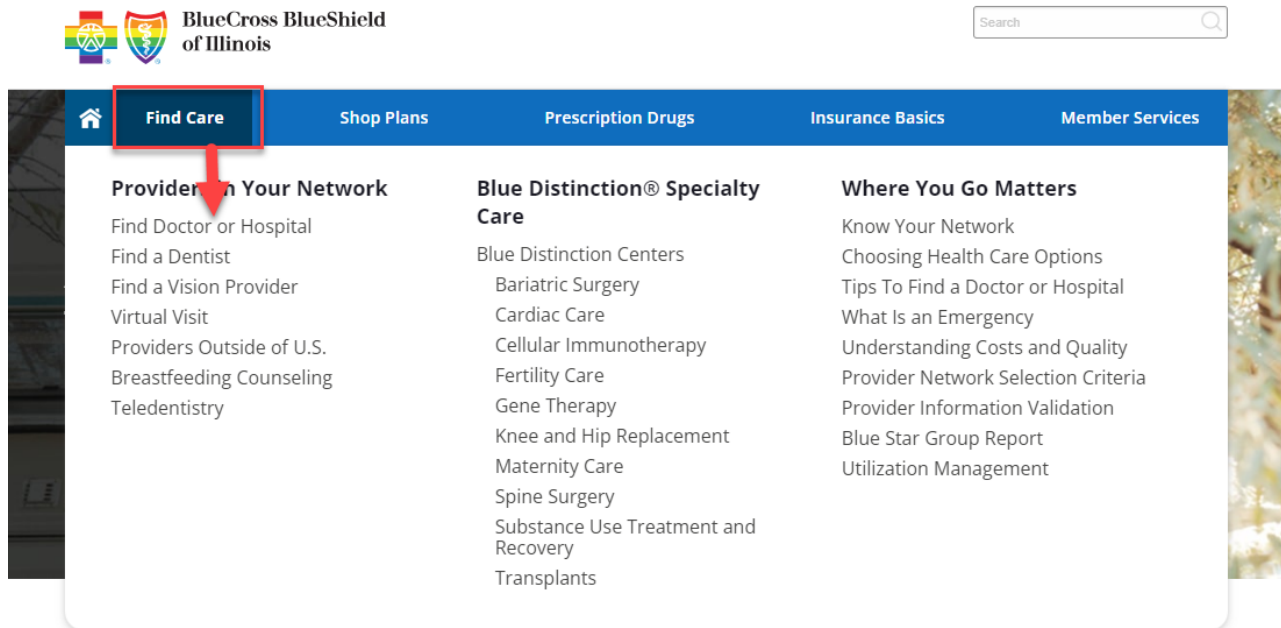 BlueCross BlueShield
of Illinois
Search
Find Care
Shop Plans
Prescription Drugs
Insurance Basics
Member Services
Providers In Your Network
Find Doctor or Hospital
Find a Dentist
Find a Vision Provider
Virtual Visit
Providers Outside of U.S.
Breastfeeding Counseling
Teledentistry
Blue Distinction® Specialty
Care
Blue Distinction Centers
Bariatric Surgery
Cardiac Care
Cellular Immunotherapy
Fertility Care
Gene Therapy
Knee and Hip Replacement
Maternity Care
Spine Surgery
Substance Use Treatment and
Recovery
Transplants
Where You Go Matters
Know Your Network
Choosing Health Care Options
Tips To Find a Doctor or Hospital
What Is an Emergency
Understanding Costs and Quality
Provider Network Selection Criteria
Provider Information Validation
Blue Star Group Report
Utilization Management